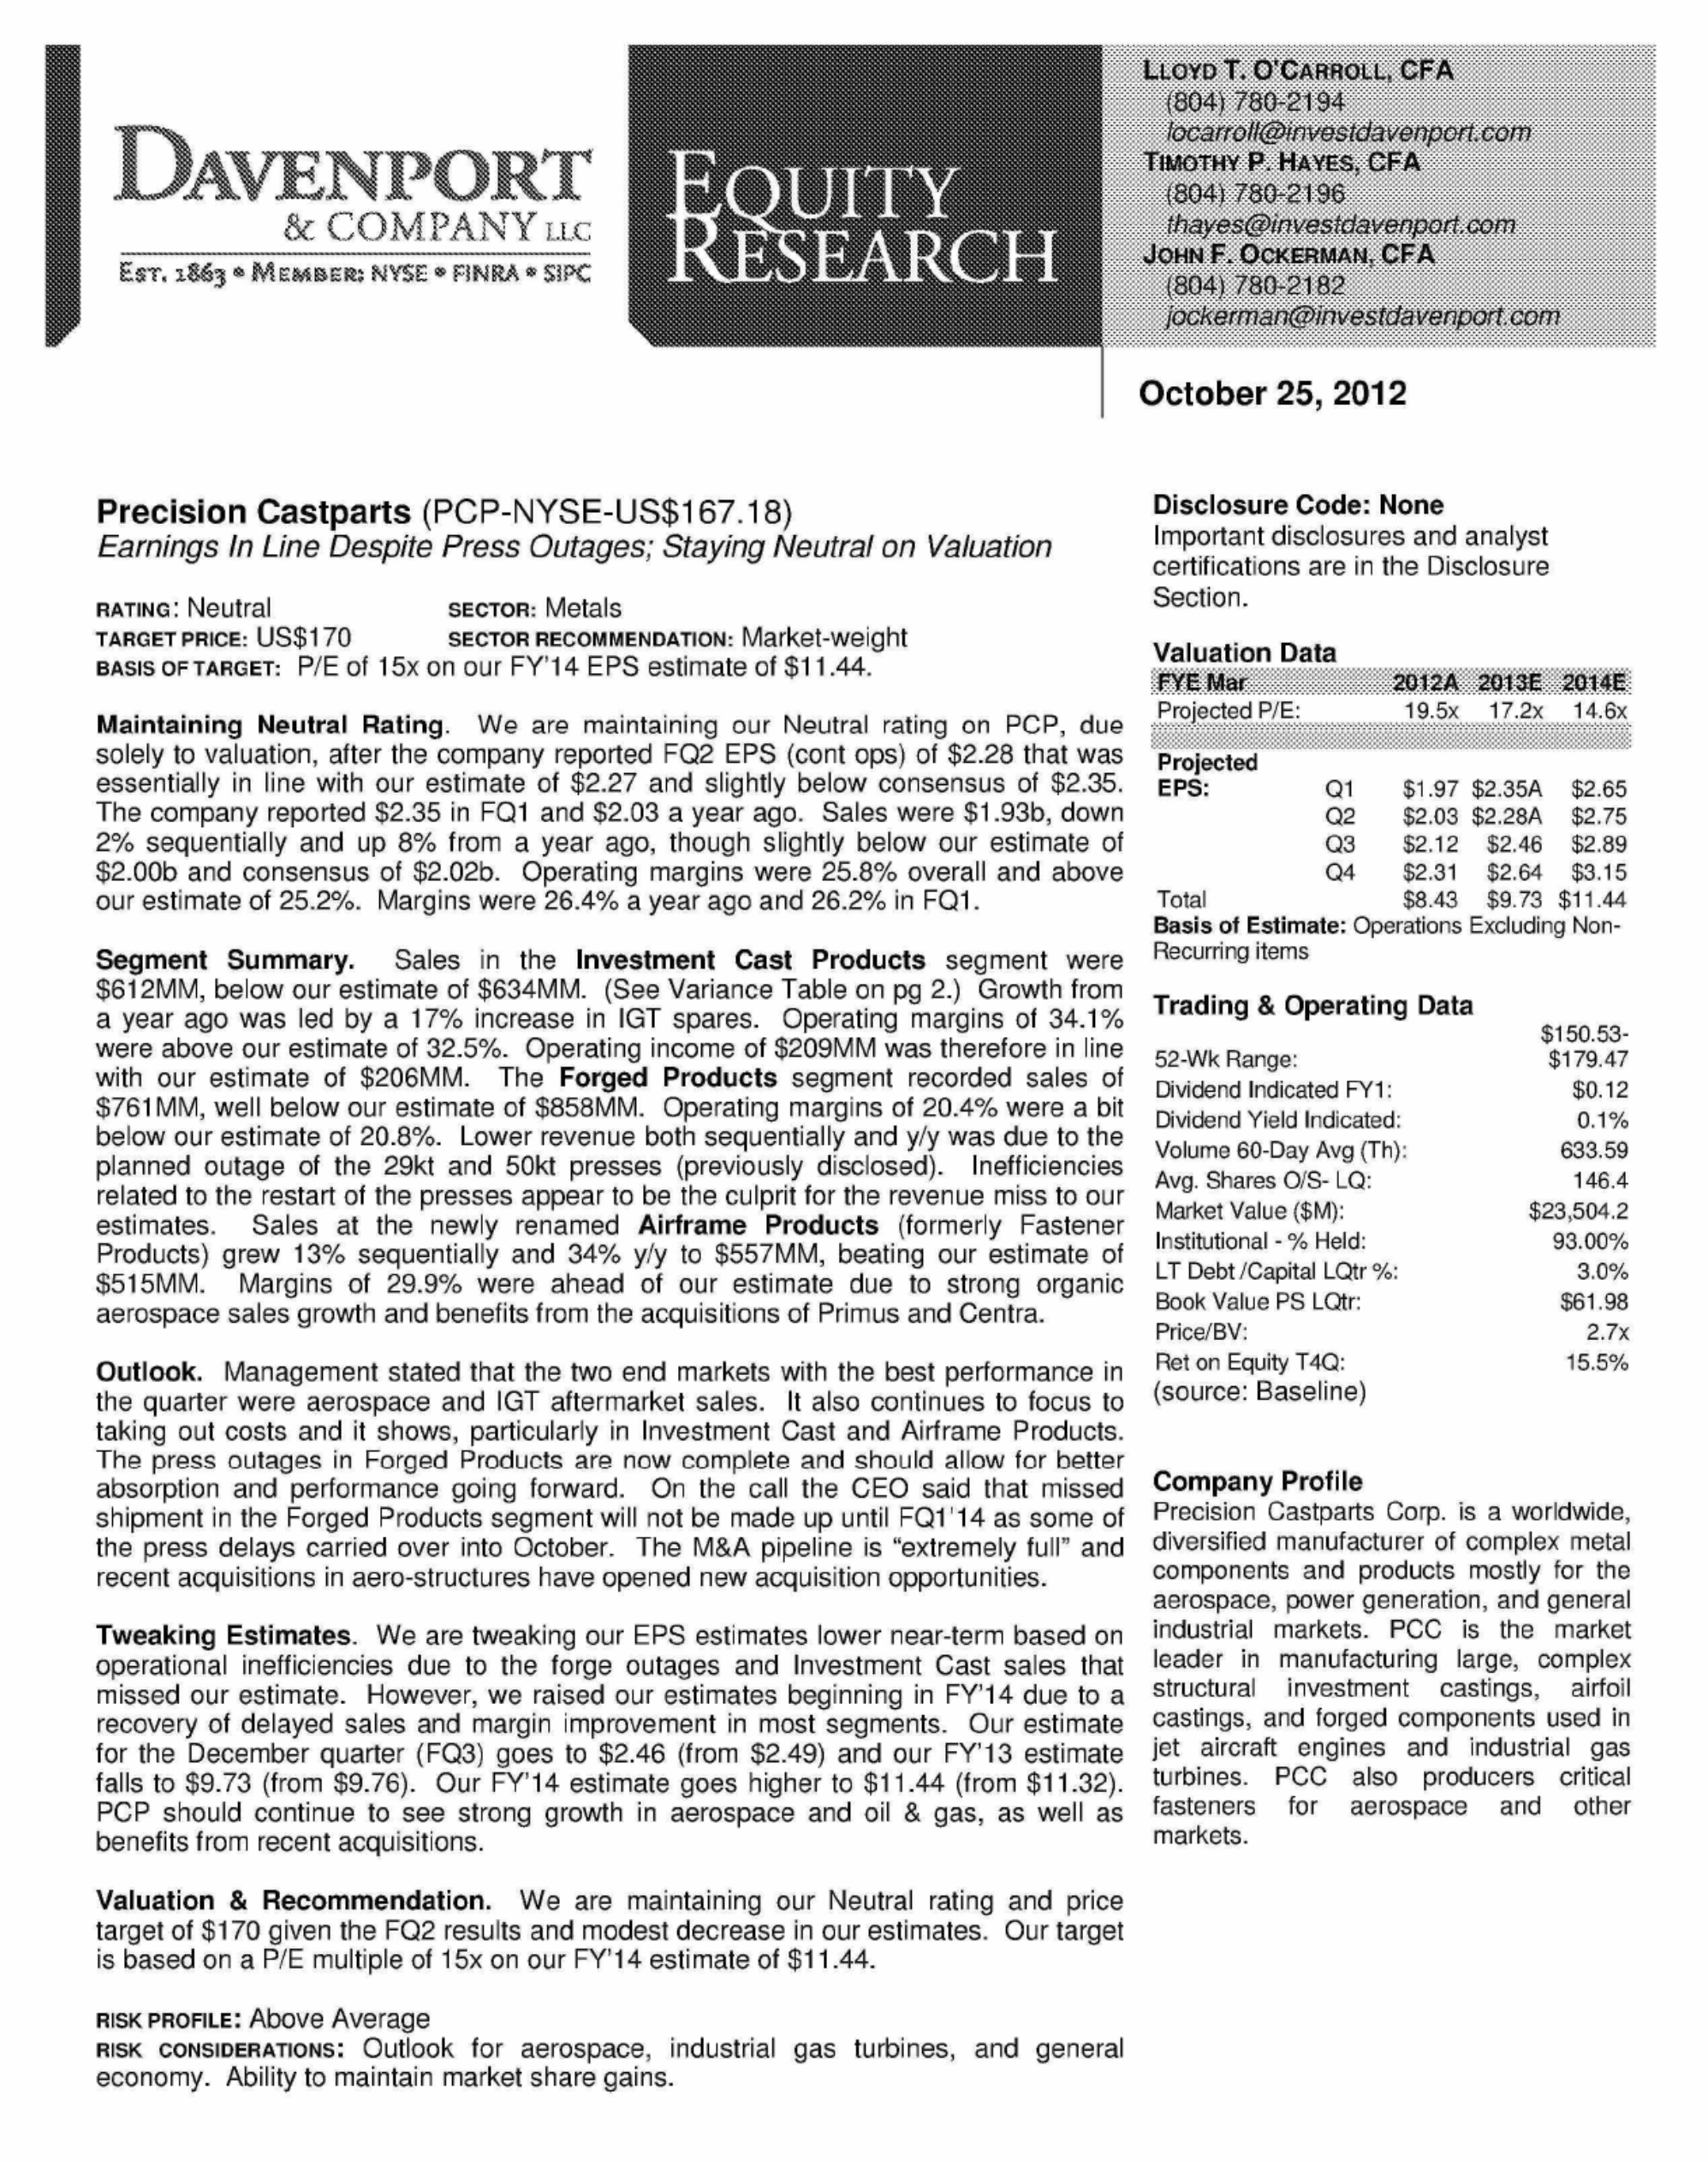 DAVENPORT
& COMPANY LLC
EST. 1863 • MEMBER: NYSE • FINRA • SIPC
EQUITY
RESEARCH
LLOYD T. O'CARROLL, CFA
(804) 780-2194
locarroll@investdavenport.com
TIMOTHY P. HAYES, CFA
(804) 780-2196
thayes@investdavenport.com
JOHN F. OCKERMAN, CFA
(804) 780-2182
jockerman@investdavenport.com
October 25, 2012
Precision Castparts (PCP-NYSE-US$167.18)
Earnings In Line Despite Press Outages; Staying Neutral on Valuation
RATING: Neutral SECTOR: Metals
TARGET PRICE: US$170 SECTOR RECOMMENDATION: Market-weight
BASIS OF TARGET: P/E of 15x on our FY'14 EPS estimate of $11.44.
Maintaining Neutral Rating. We are maintaining our Neutral rating on PCP, due
solely to valuation, after the company reported FQ2 EPS (cont ops) of $2.28 that was
essentially in line with our estimate of $2.27 and slightly below consensus of $2.35.
The company reported $2.35 in FQ1 and $2.03 a year ago. Sales were $1.93b, down
2% sequentially and up 8% from a year ago, though slightly below our estimate of
$2.00b and consensus of $2.02b. Operating margins were 25.8% overall and above
our estimate of 25.2%. Margins were 26.4% a year ago and 26.2% in FQ1.
Segment Summary. Sales in the Investment Cast Products segment were
$612MM, below our estimate of $634MM. (See Variance Table on pg 2.) Growth from
a year ago was led by a 17% increase in IGT spares. Operating margins of 34.1%
were above our estimate of 32.5%. Operating income of $209MM was therefore in line
with our estimate of $206MM. The Forged Products segment recorded sales of
$761MM, well below our estimate of $858MM. Operating margins of 20.4% were a bit
below our estimate of 20.8%. Lower revenue both sequentially and y/y was due to the
planned outage of the 29kt and 50kt presses (previously disclosed). Inefficiencies
related to the restart of the presses appear to be the culprit for the revenue miss to our
estimates. Sales at the newly renamed Airframe Products (formerly Fastener
Products) grew 13% sequentially and 34% y/y to $557MM, beating our estimate of
$515MM. Margins of 29.9% were ahead of our estimate due to strong organic
aerospace sales growth and benefits from the acquisitions of Primus and Centra.
Outlook. Management stated that the two end markets with the best performance in
the quarter were aerospace and IGT aftermarket sales. It also continues to focus to
taking out costs and it shows, particularly in Investment Cast and Airframe Products.
The press outages in Forged Products are now complete and should allow for better
absorption and performance going forward. On the call the CEO said that missed
shipment in the Forged Products segment will not be made up until FQ1'14 as some of
the press delays carried over into October. The M&A pipeline is “extremely full” and
recent acquisitions in aero-structures have opened new acquisition opportunities.
Tweaking Estimates. We are tweaking our EPS estimates lower near-term based on
operational inefficiencies due to the forge outages and Investment Cast sales that
missed our estimate. However, we raised our estimates beginning in FY'14 due to a
recovery of delayed sales and margin improvement in most segments. Our estimate
for the December quarter (FQ3) goes to $2.46 (from $2.49) and our FY'13 estimate
falls to $9.73 (from $9.76). Our FY'14 estimate goes higher to $11.44 (from $11.32).
PCP should continue to see strong growth in aerospace and oil & gas, as well as
benefits from recent acquisitions.
Valuation & Recommendation. We are maintaining our Neutral rating and price
target of $170 given the FQ2 results and modest decrease in our estimates. Our target
is based on a P/E multiple of 15x on our FY'14 estimate of $11.44.
RISK PROFILE: Above Average
RISK CONSIDERATIONS: Outlook for aerospace, industrial gas turbines, and general
economy. Ability to maintain market share gains.
Disclosure Code: None
Important disclosures and analyst
certifications are in the Disclosure
Section.
Valuation Data
FYE Mar 2012A 2013E 2014E
Projected P/E: 19.5x 17.2x 14.6x
Projected
EPS: Q1 $1.97 $2.35A $2.65
Q2 $2.03 $2.28A $2.75
Q3 $2.12 $2.46 $2.89
Q4 $2.31 $2.64 $3.15
Total $8.43 $9.73 $11.44
Basis of Estimate: Operations Excluding Non-
Recurring items
Trading & Operating Data
$150.53-
52-Wk Range: $179.47
Dividend Indicated FY1: $0.12
Dividend Yield Indicated: 0.1%
Volume 60-Day Avg (Th): 633.59
Avg. Shares O/S- LQ: 146.4
Market Value ($M): $23,504.2
Institutional - % Held: 93.00%
LT Debt /Capital LQtr %: 3.0%
Book Value PS LQtr: $61.98
Price/BV: 2.7x
Ret on Equity T4Q: 15.5%
(source: Baseline)
Company Profile
Precision Castparts Corp. is a worldwide,
diversified manufacturer of complex metal
components and products mostly for the
aerospace, power generation, and general
industrial markets. PCC is the market
leader in manufacturing large, complex
structural investment castings, airfoil
castings, and forged components used in
jet aircraft engines and industrial gas
turbines. PCC also producers critical
fasteners for aerospace and other
markets.